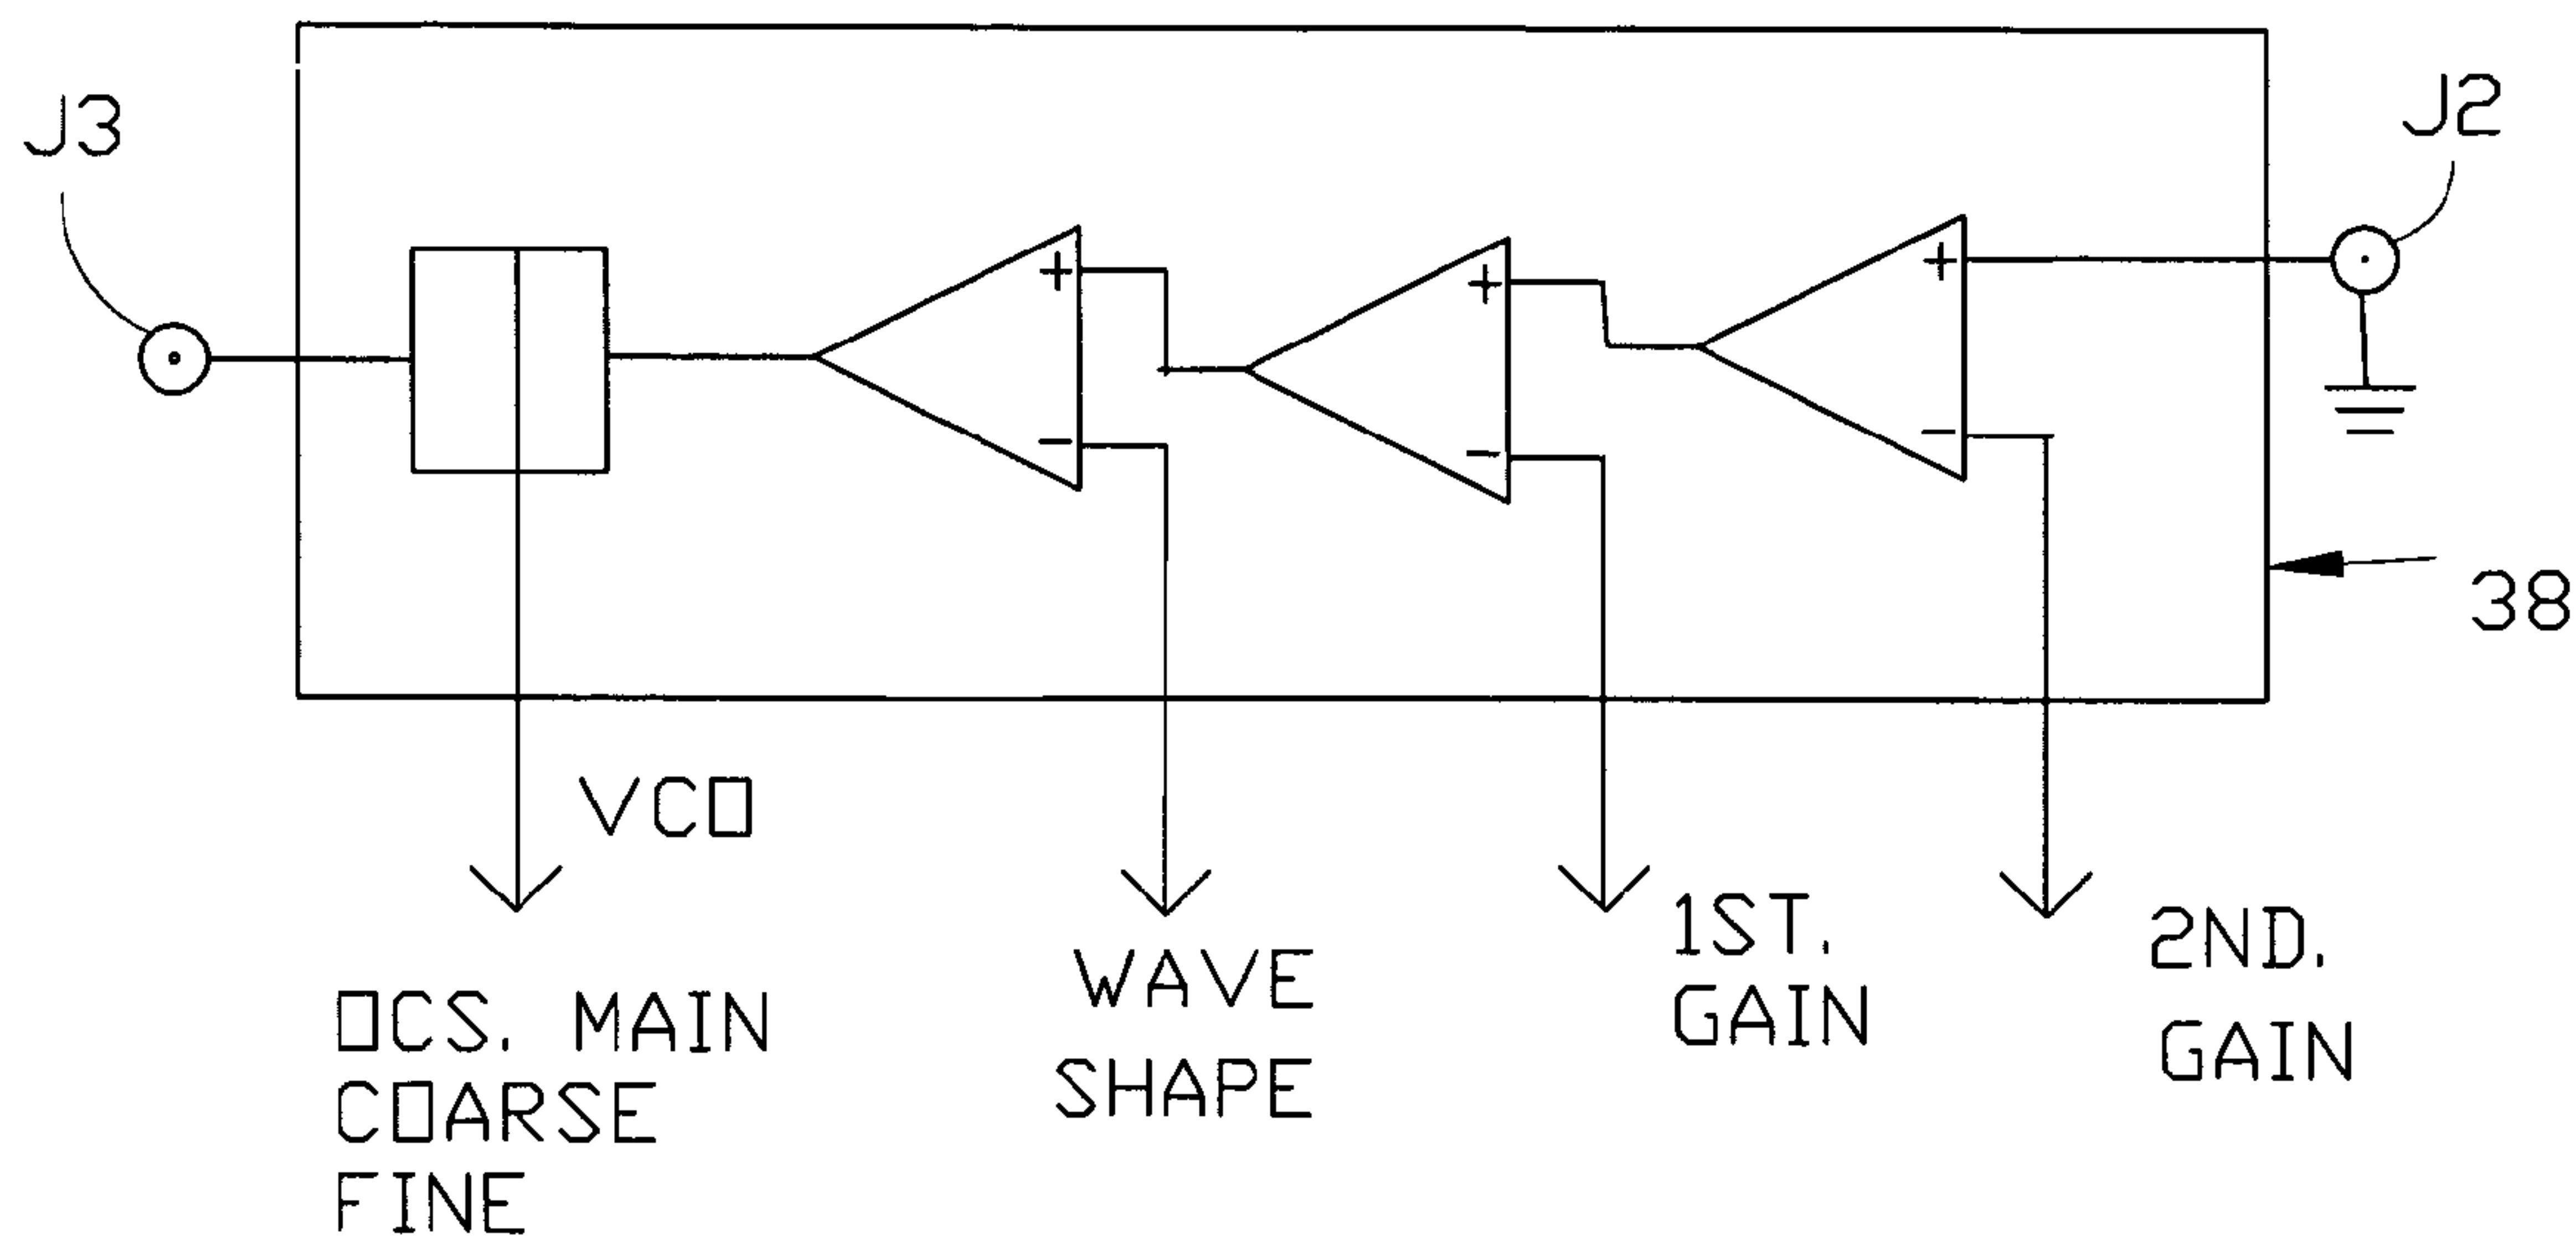 J3
J2
+
+
+
-
-
-
38
VCO
OCS. MAIN
COARSE
FINE
WAVE
SHAPE
1ST.
GAIN
2ND.
GAIN